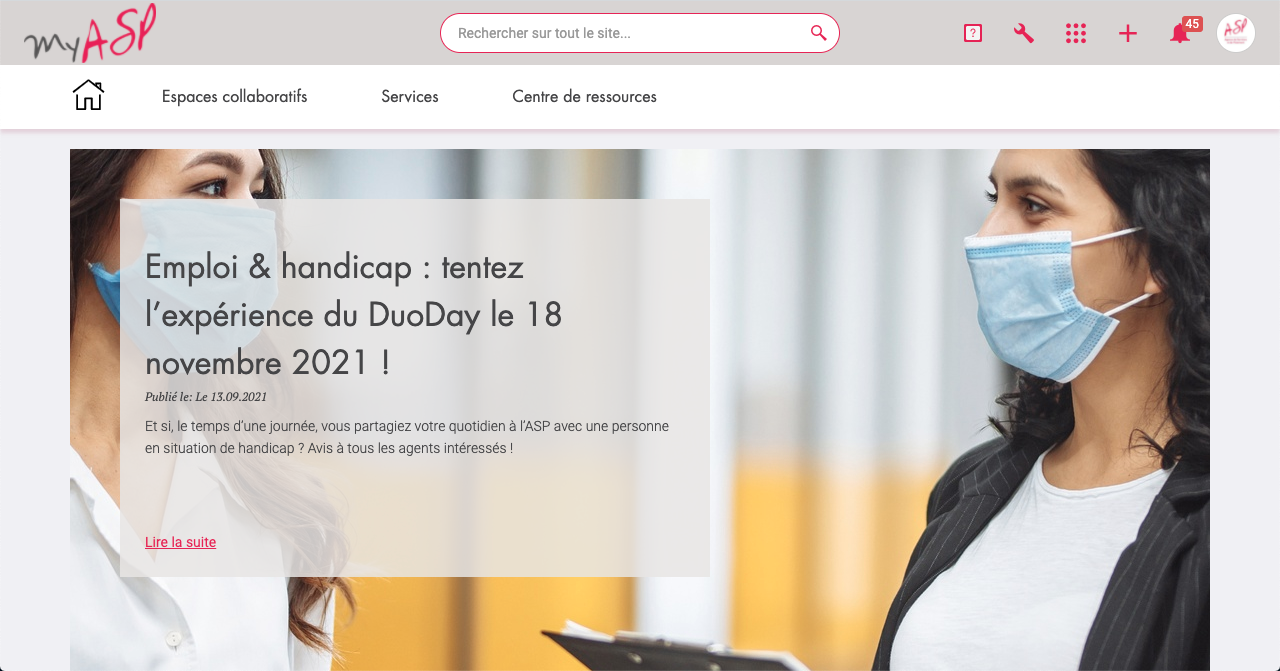 myASP
Rechercher sur tout le site...
?
45
ASP
Espaces collaboratifs
Services
Centre de ressources
Emploi & handicap : tentez
l’expérience du DuoDay le 18
novembre 2021 !
Publié le: Le 13.09.2021
Et si, le temps d’une journée, vous partagiez votre quotidien à l’ASP avec une personne
en situation de handicap ? Avis à tous les agents intéressés !
Lire la suite